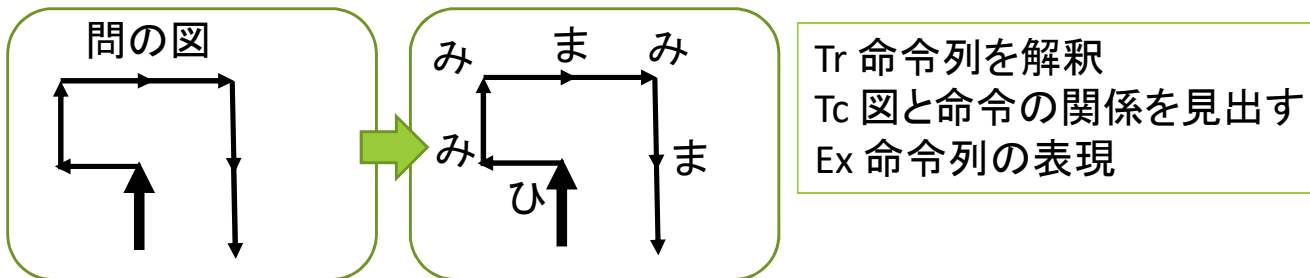 問の図
み ま み
み ま
ひ
Tr 命令列を解釈
Tc 図と命令の関係を見出す
Ex 命令列の表現